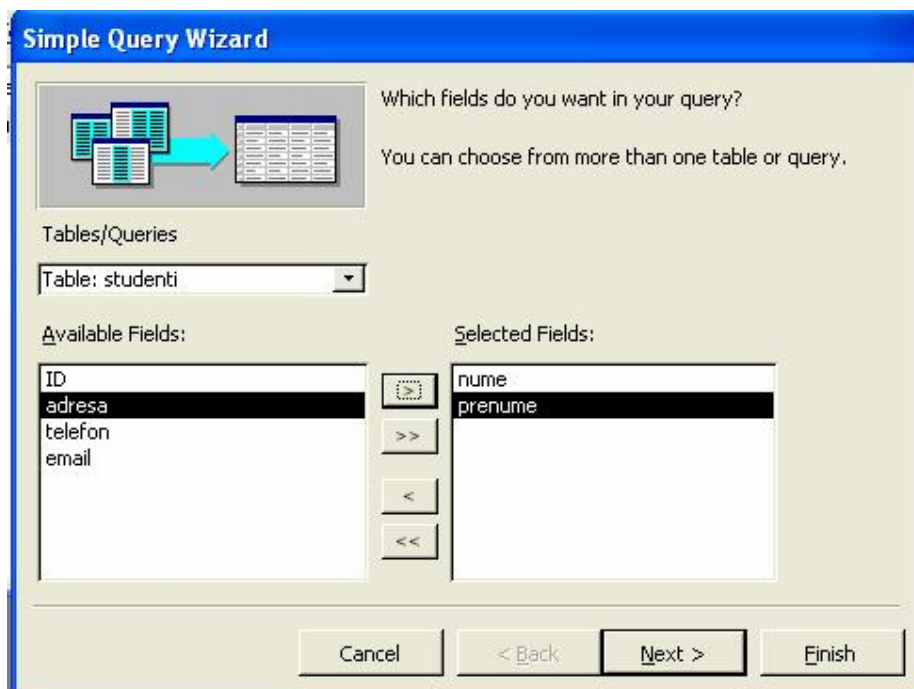 Simple Query Wizard
Which fields do you want in your query?
You can choose from more than one table or query.
Tables/Queries
Table: studenti
Available Fields:
Selected Fields:
ID
adresa
telefon
email
>
>>
<
<<
nume
prenume
Cancel
< Back
Next >
Finish